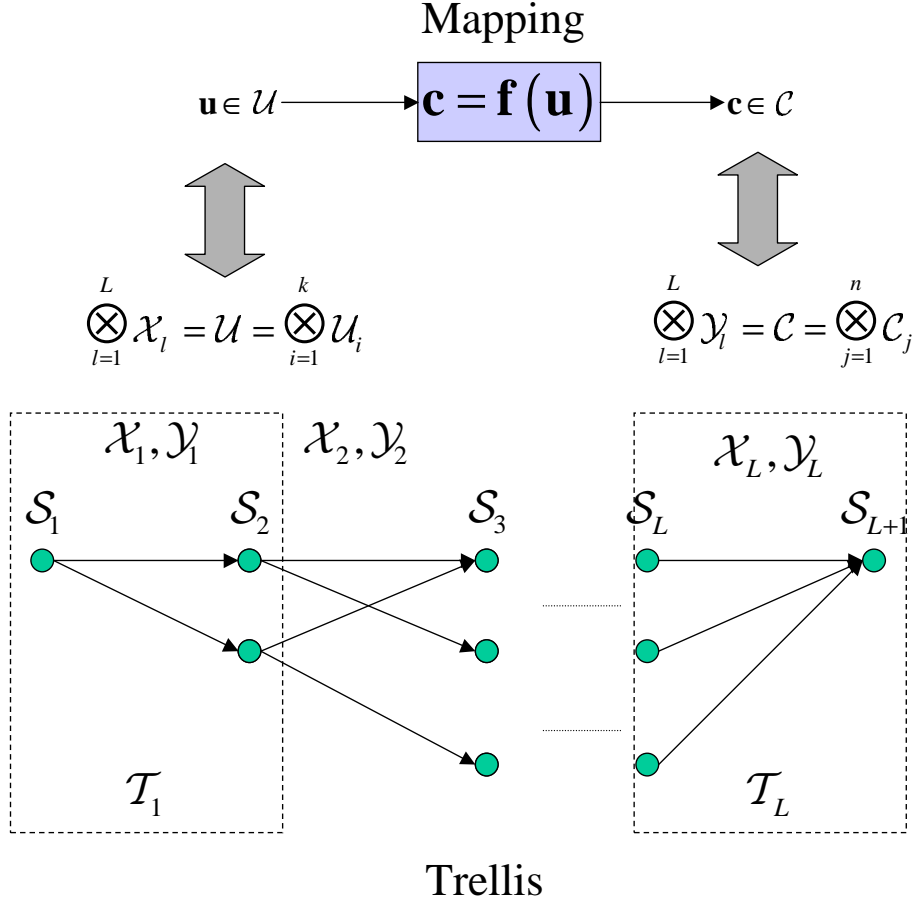 Mapping
𝐮 ∈ 𝒰
𝐜 = 𝐟 (𝐮)
𝐜 ∈ 𝒞
L
⨂ 𝒳_l = 𝒰 = ⨂ 𝒰_i
l=1
k
i=1
L
⨂ 𝒴_l = 𝒞 = ⨂ 𝒞_j
l=1
n
j=1
𝒳_1, 𝒴_1
𝒳_2, 𝒴_2
𝒳_L, 𝒴_L
𝒮_1
𝒮_2
𝒮_3
𝒮_L
𝒮_{L+1}
𝒯_1
𝒯_L
Trellis